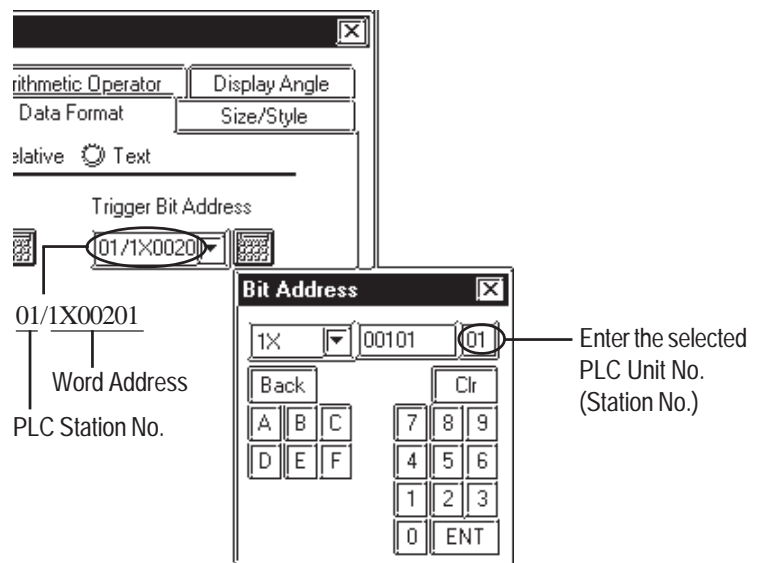 rithmetic Operator Display Angle
Data Format Size/Style
elative Text
Trigger Bit Address
01/1X0020
Bit Address
01/1X00201
1X 00101 01
Enter the selected
PLC Unit No.
(Station No.)
Word Address
PLC Station No.
Back Clr
A B C 7 8 9
D E F 4 5 6
1 2 3
0 ENT